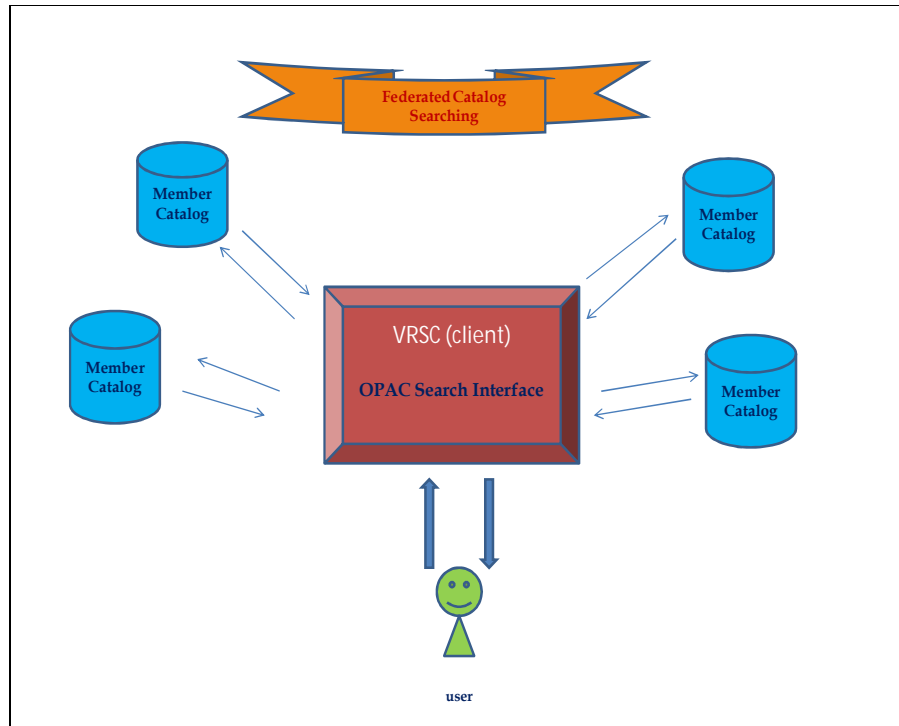 Federated Catalog
Searching
Member
Catalog
Member
Catalog
Member
Catalog
Member
Catalog
VRSC (client)
OPAC Search Interface
user